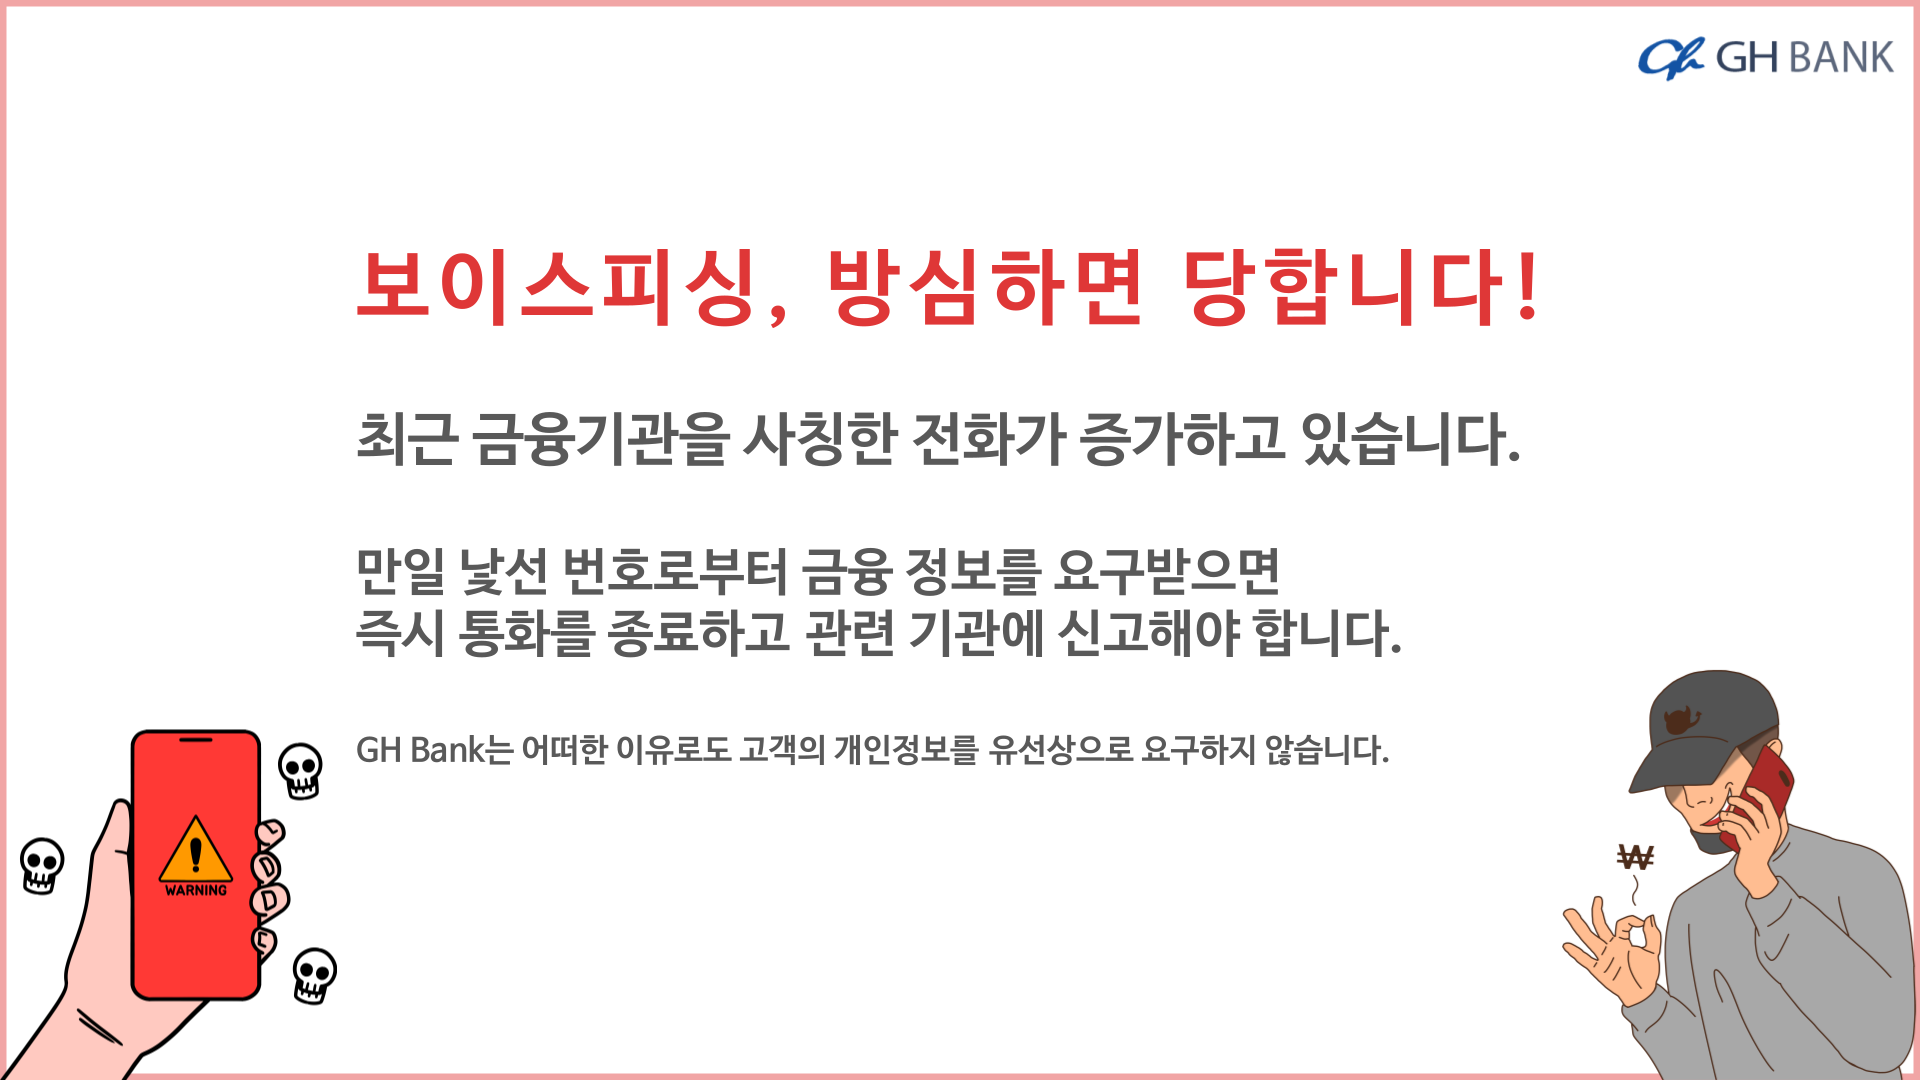 GH BANK
보이스피싱, 방심하면 당합니다!
최근 금융기관을 사칭한 전화가 증가하고 있습니다.
만일 낯선 번호로부터 금융 정보를 요구받으면
즉시 통화를 종료하고 관련 기관에 신고해야 합니다.
GH Bank는 어떠한 이유로도 고객의 개인정보를 유선상으로 요구하지 않습니다.
WARNING
₩